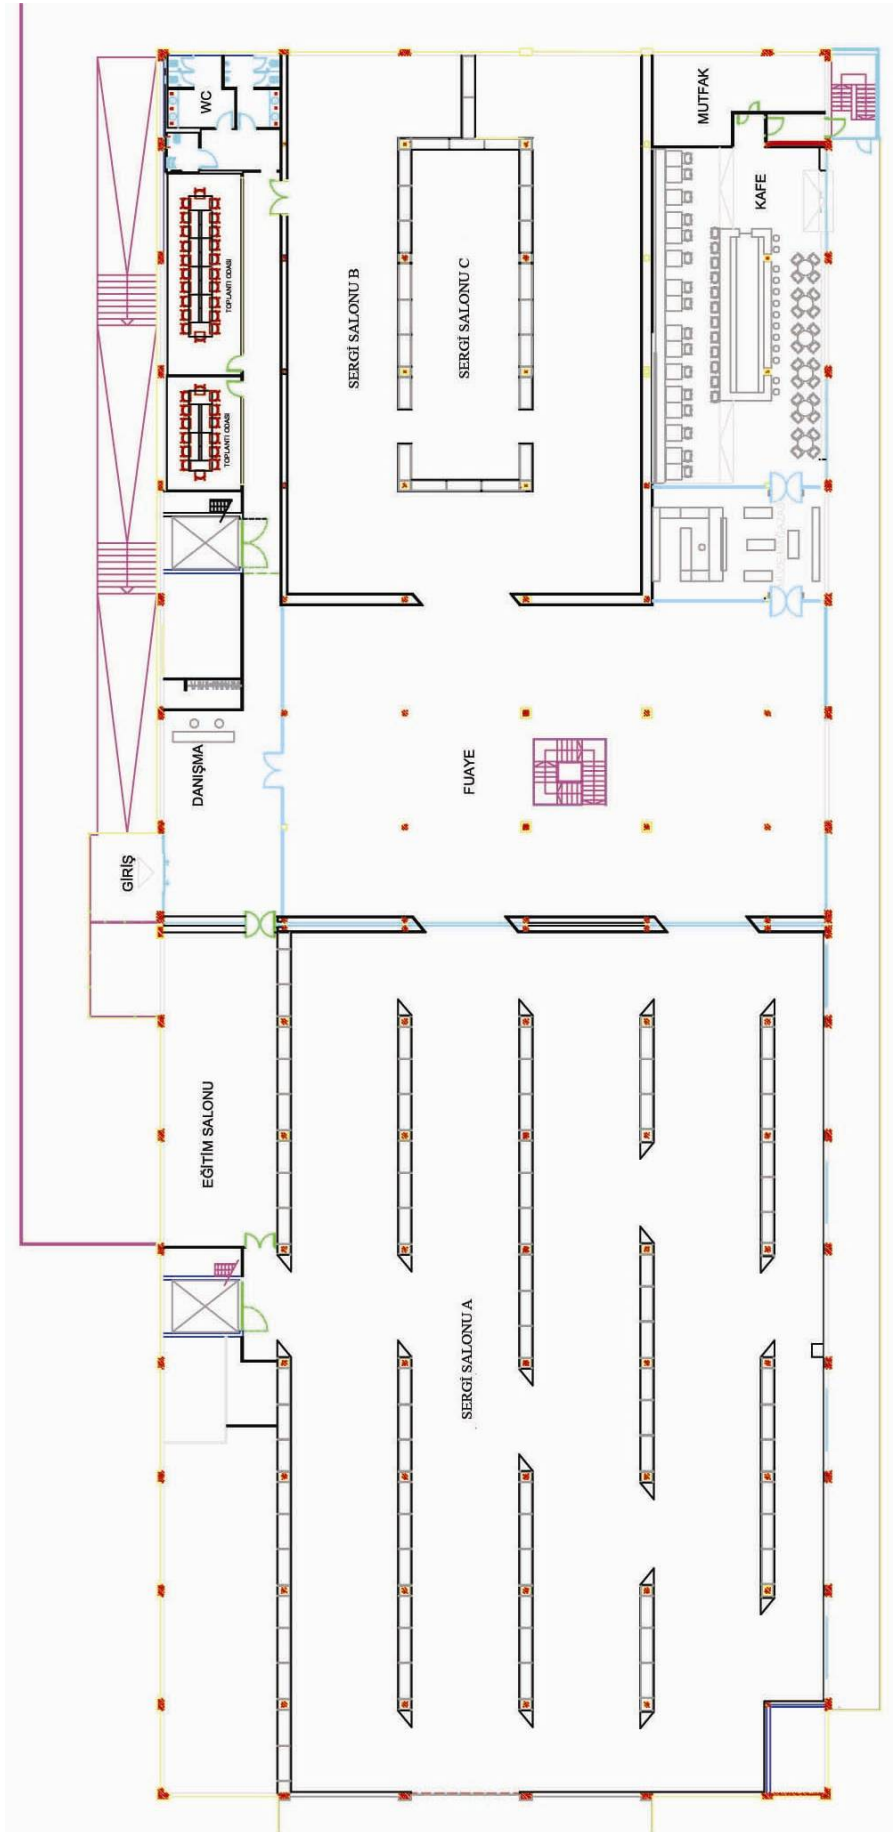 WC
MUTFAK
KAFE
TOPLANTI ODASI
SERGİ SALONU B
SERGİ SALONU C
TOPLANTI ODASI
DANIŞMA
FUAYE
GİRİŞ
EĞİTİM SALONU
SERGİ SALONU A